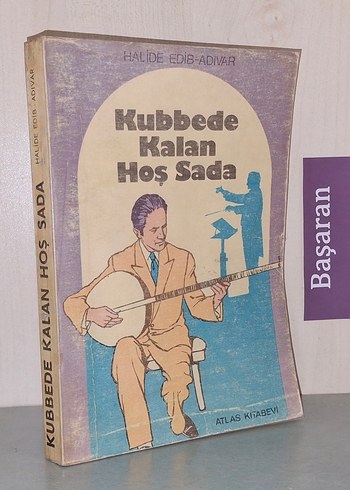 HALİDE EDİB-ADIVAR
Kubbede
Kalan
Hoş Sada
ATLAS KİTABEVİ
KUBBEDE KALAN HOŞ SADA
HALİDE EDİB-ADIVAR
Başaran